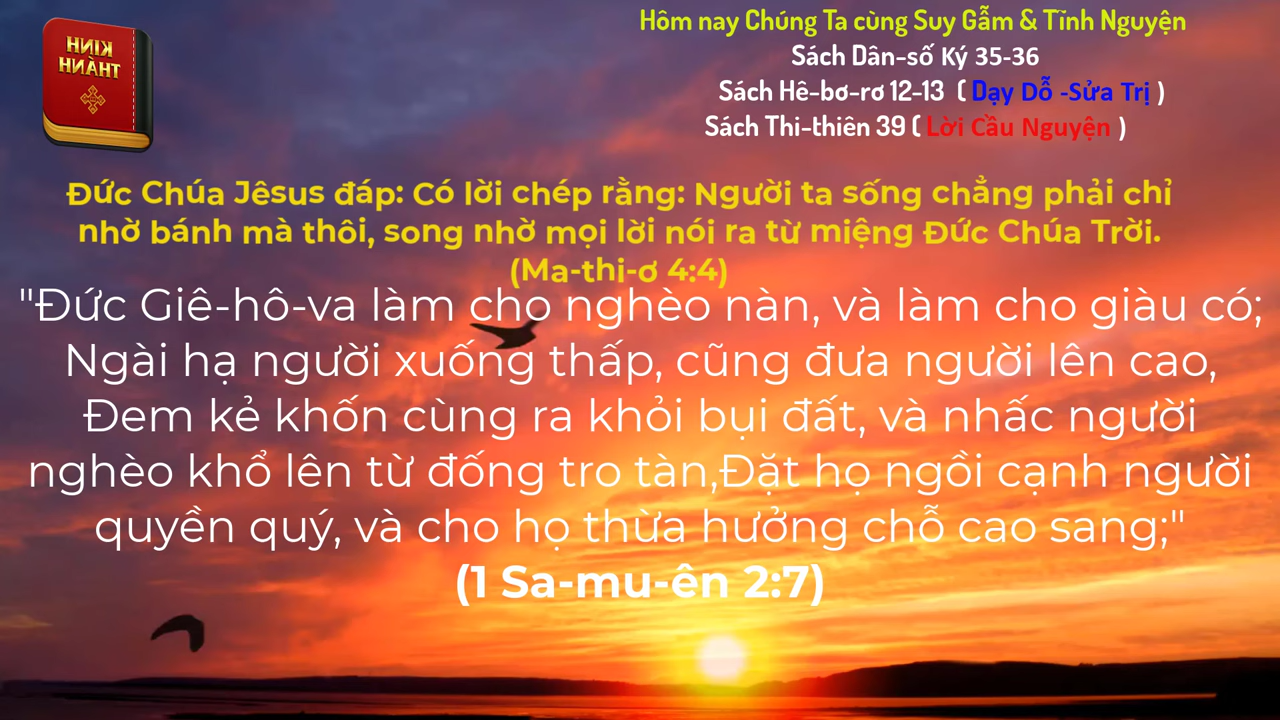 KINH
THÁNH
Hôm nay Chúng Ta cùng Suy Gẫm & Tĩnh Nguyện
Sách Dân-số Ký 35-36
Sách Hê-bơ-rơ 12-13 ( Dạy Dỗ -Sửa Trị )
Sách Thi-thiên 39 ( Lời Cầu Nguyện )
Đức Chúa Jêsus đáp: Có lời chép rằng: Người ta sống chẳng phải chỉ
nhờ bánh mà thôi, song nhờ mọi lời nói ra từ miệng Đức Chúa Trời.
(Ma-thi-ơ 4:4)
"Đức Giê-hô-va làm cho nghèo nàn, và làm cho giàu có;
Ngài hạ người xuống thấp, cũng đưa người lên cao,
Đem kẻ khốn cùng ra khỏi bụi đất, và nhấc người
nghèo khổ lên từ đống tro tàn,Đặt họ ngồi cạnh người
quyền quý, và cho họ thừa hưởng chỗ cao sang;"
(1 Sa-mu-ên 2:7)